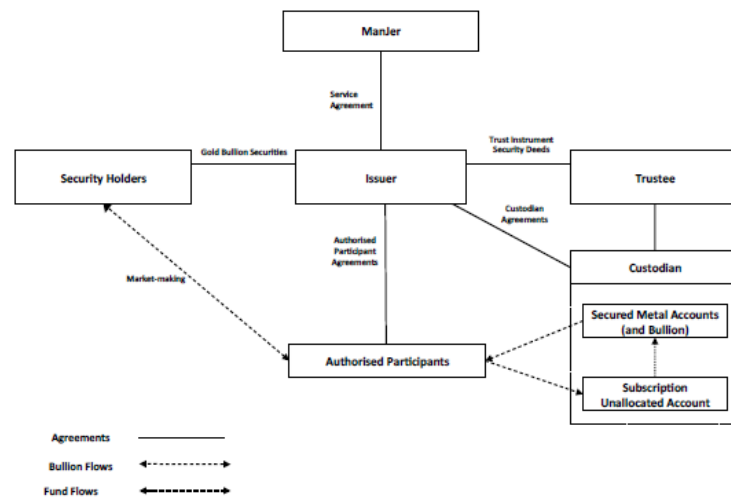 ManJer
Service
Agreement
Gold Bullion Securities
Trust Instrument
Security Deeds
Security Holders
Issuer
Trustee
Custodian
Agreements
Authorised
Participant
Agreements
Custodian
Market-making
Secured Metal Accounts
(and Bullion)
Authorised Participants
Subscription
Unallocated Account
Agreements
Bullion Flows
Fund Flows